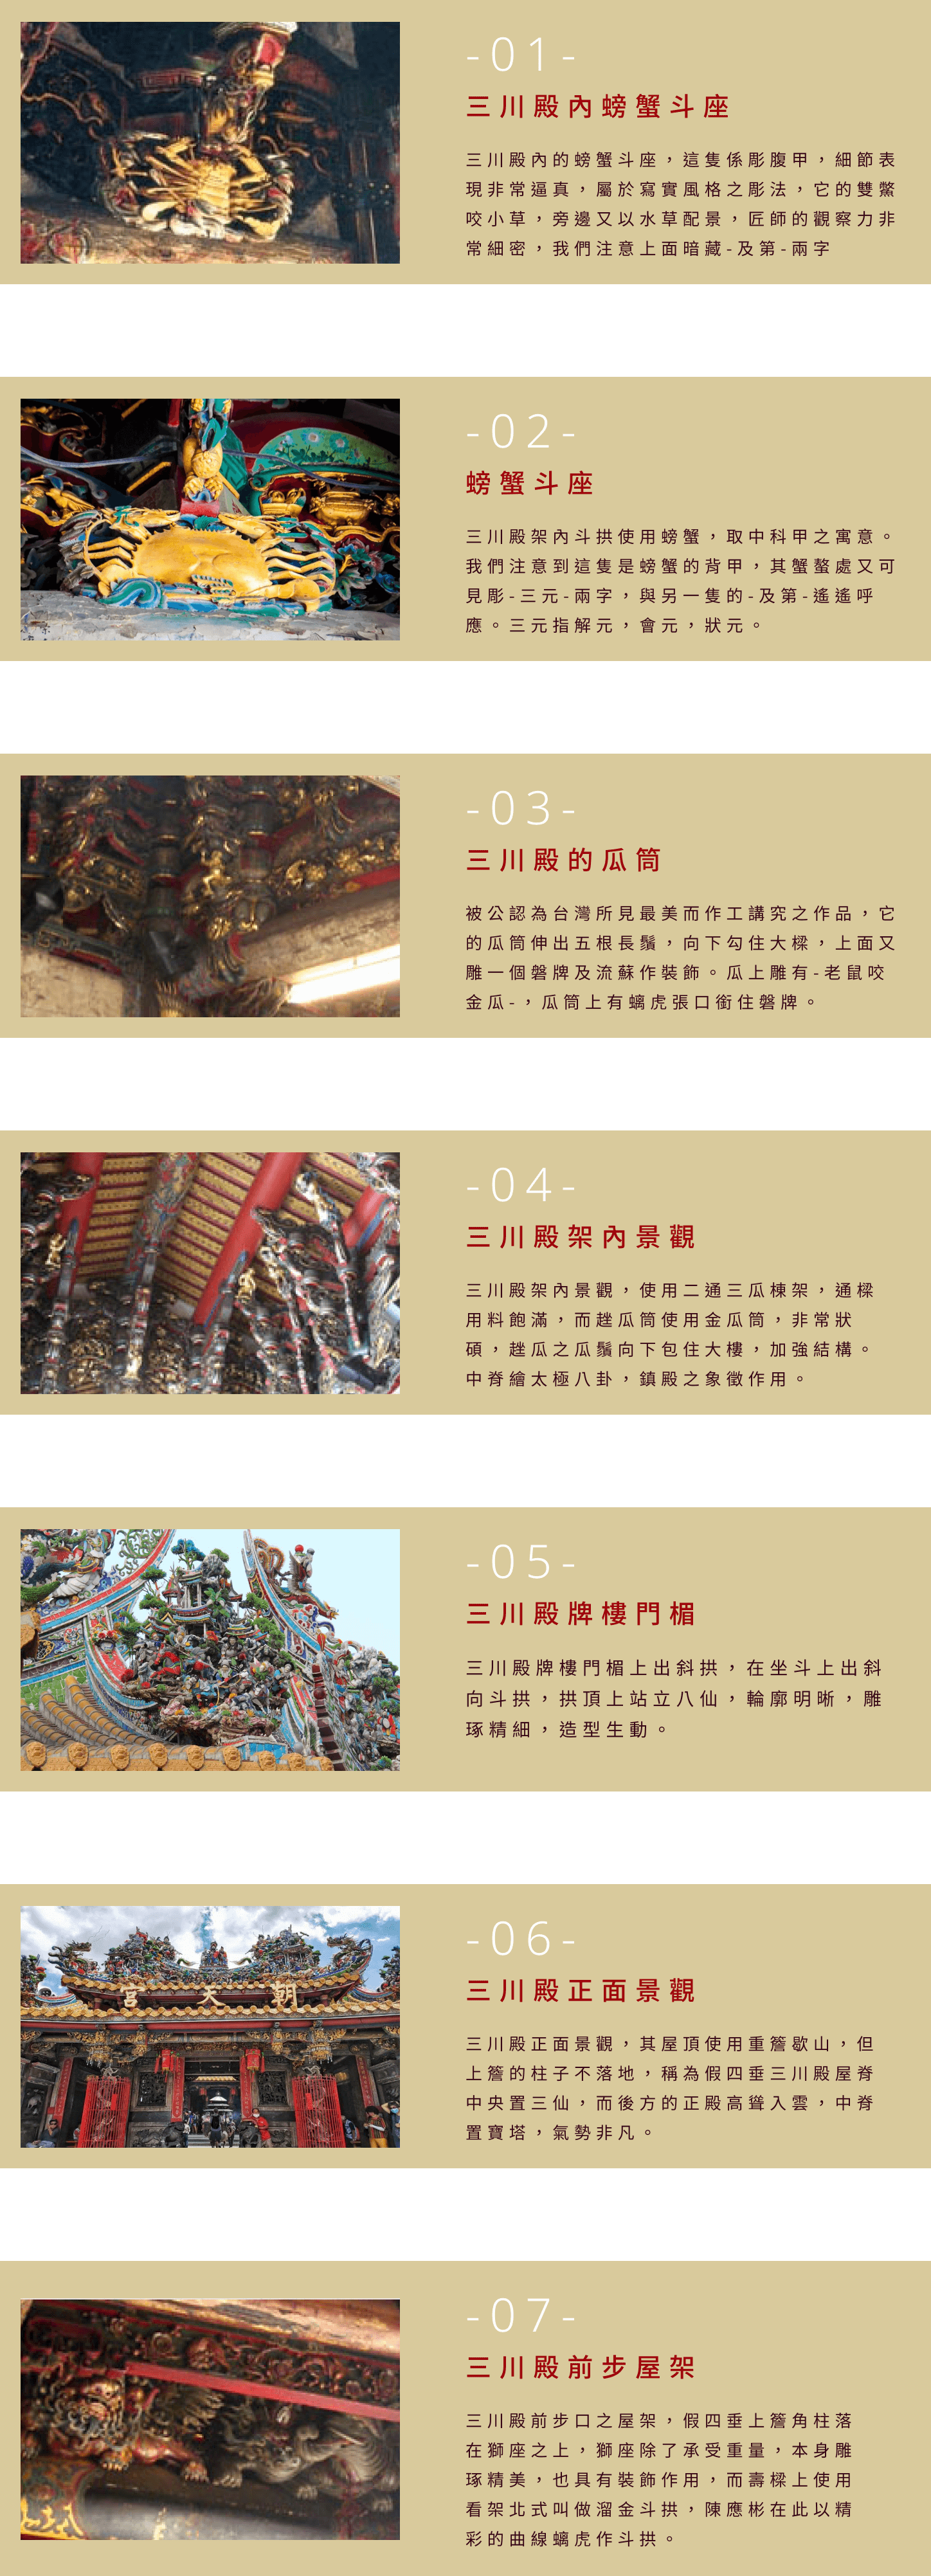 -01-
三川殿內螃蟹斗座
三川殿內的螃蟹斗座，這隻係彫腹甲，細節表
現非常逼真，屬於寫實風格之彫法，它的雙鱉
咬小草，旁邊又以水草配景，匠師的觀察力非
常細密，我們注意上面暗藏-及第-兩字
-02-
螃蟹斗座
三川殿架內斗拱使用螃蟹，取中科甲之寓意。
我們注意到這隻是螃蟹的背甲，其蟹螯處又可
見彫-三元-兩字，與另一隻的-及第-遙遙呼
應。三元指解元，會元，狀元。
-03-
三川殿的瓜筒
被公認為台灣所見最美而作工講究之作品，它
的瓜筒伸出五根長鬚，向下勾住大樑，上面又
雕一個磐牌及流蘇作裝飾。瓜上雕有-老鼠咬
金瓜-，瓜筒上有螭虎張口銜住磐牌。
-04-
三川殿架內景觀
三川殿架內景觀，使用二通三瓜棟架，通樑
用料飽滿，而趖瓜筒使用金瓜筒，非常狀
碩，趖瓜之瓜鬚向下包住大樓，加強結構。
中脊繪太極八卦，鎮殿之象徵作用。
-05-
三川殿牌樓門楣
三川殿牌樓門楣上出斜拱，在坐斗上出斜
向斗拱，拱頂上站立八仙，輪廓明晰，雕
琢精細，造型生動。
-06-
三川殿正面景觀
宮天朝
三川殿正面景觀，其屋頂使用重簷歇山，但
上簷的柱子不落地，稱為假四垂三川殿屋脊
中央置三仙，而後方的正殿高聳入雲，中脊
置寶塔，氣勢非凡。
-07-
三川殿前步屋架
三川殿前步口之屋架，假四垂上簷角柱落
在獅座之上，獅座除了承受重量，本身雕
琢精美，也具有裝飾作用，而壽樑上使用
看架北式叫做溜金斗拱，陳應彬在此以精
彩的曲線螭虎作斗拱。